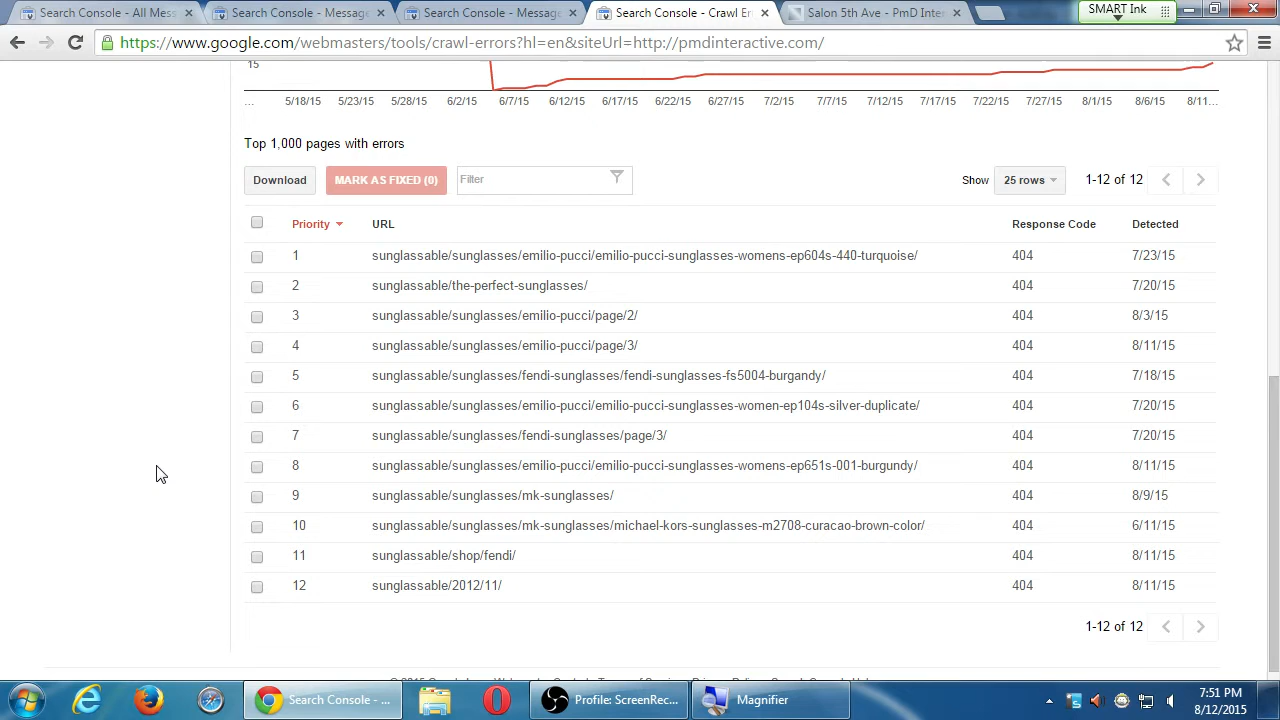 Search Console - All Mess
Search Console - Message
Search Console - Message
Search Console - Crawl Er
Salon 5th Ave - PmD Inter
SMART Ink
https://www.google.com/webmasters/tools/crawl-errors?hl=en&siteUrl=http://pmdinteractive.com/
15
... 5/18/15 5/23/15 5/28/15 6/2/15 6/7/15 6/12/15 6/17/15 6/22/15 6/27/15 7/2/15 7/7/15 7/12/15 7/17/15 7/22/15 7/27/15 8/1/15 8/6/15 8/11...
Top 1,000 pages with errors
Download MARK AS FIXED (0) Filter Show 25 rows 1-12 of 12
Priority URL Response Code Detected
1 sunglassable/sunglasses/emilio-pucci/emilio-pucci-sunglasses-womens-ep604s-440-turquoise/ 404 7/23/15
2 sunglassable/the-perfect-sunglasses/ 404 7/20/15
3 sunglassable/sunglasses/emilio-pucci/page/2/ 404 8/3/15
4 sunglassable/sunglasses/emilio-pucci/page/3/ 404 8/11/15
5 sunglassable/sunglasses/fendi-sunglasses/fendi-sunglasses-fs5004-burgandy/ 404 7/18/15
6 sunglassable/sunglasses/emilio-pucci/emilio-pucci-sunglasses-women-ep104s-silver-duplicate/ 404 7/20/15
7 sunglassable/sunglasses/fendi-sunglasses/page/3/ 404 7/20/15
8 sunglassable/sunglasses/emilio-pucci/emilio-pucci-sunglasses-womens-ep651s-001-burgundy/ 404 8/11/15
9 sunglassable/sunglasses/mk-sunglasses/ 404 8/9/15
10 sunglassable/sunglasses/mk-sunglasses/michael-kors-sunglasses-m2708-curacao-brown-color/ 404 6/11/15
11 sunglassable/shop/fendi/ 404 8/11/15
12 sunglassable/2012/11/ 404 8/11/15
1-12 of 12
Search Console - ...
Profile: ScreenRec...
Magnifier
7:51 PM
8/12/2015